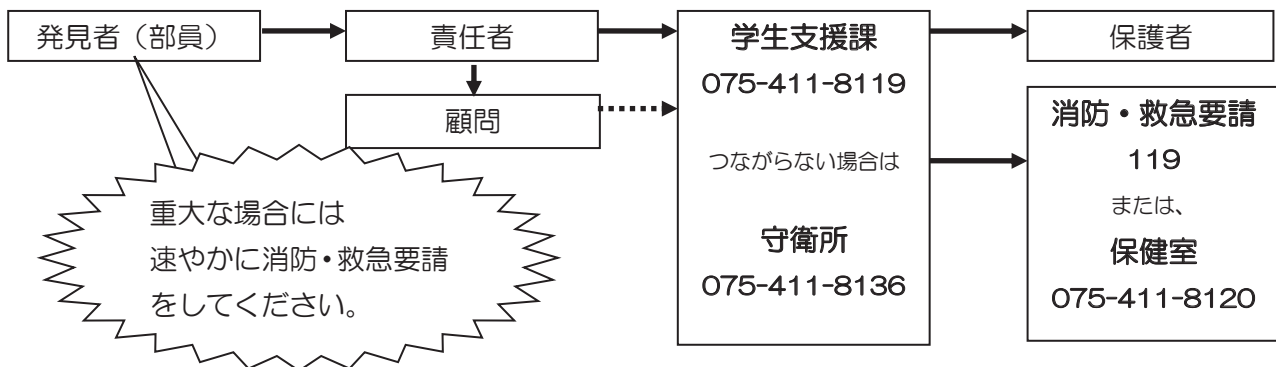 発見者（部員）
責任者
顧問
学生支援課
075-411-8119
つながらない場合は
守衛所
075-411-8136
保護者
消防・救急要請
119
または、
保健室
075-411-8120
重大な場合には
速やかに消防・救急要請
をしてください。